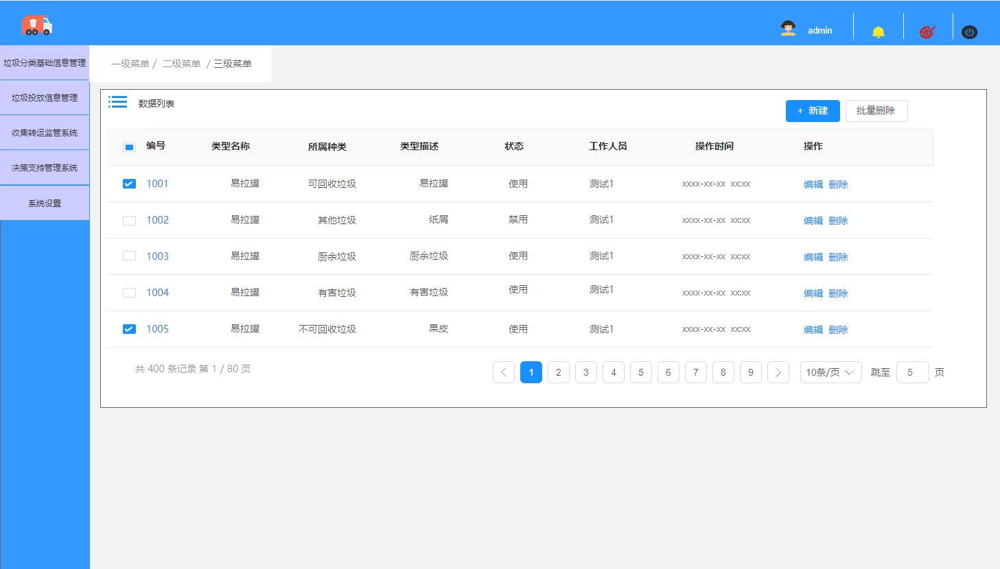 admin
垃圾分类基础信息管理
垃圾投放信息管理
收集转运监管系统
决策支持管理系统
系统设置
一级菜单 / 二级菜单 / 三级菜单
数据列表
+ 新建 批量删除
编号 类型名称 所属种类 类型描述 状态 工作人员 操作时间 操作
1001 易拉罐 可回收垃圾 易拉罐 使用 测试1 xxxx-xx-xx xx:xx 编辑 删除
1002 易拉罐 其他垃圾 纸屑 禁用 测试1 xxxx-xx-xx xx:xx 编辑 删除
1003 易拉罐 厨余垃圾 厨余垃圾 使用 测试1 xxxx-xx-xx xx:xx 编辑 删除
1004 易拉罐 有害垃圾 有害垃圾 使用 测试1 xxxx-xx-xx xx:xx 编辑 删除
1005 易拉罐 不可回收垃圾 果皮 使用 测试1 xxxx-xx-xx xx:xx 编辑 删除
共 400 条记录 第 1 / 80 页 1 2 3 4 5 6 7 8 9 10条/页 跳至 5 页